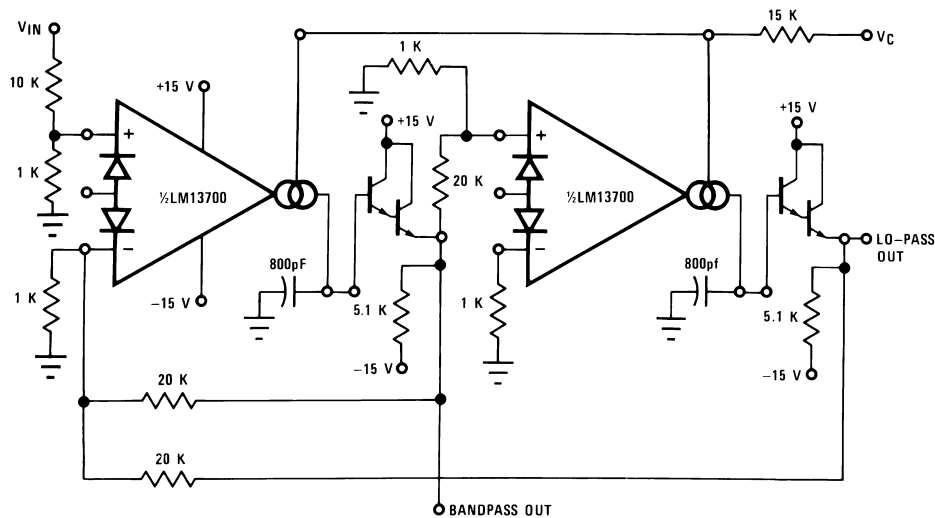 VIN
15 K
VC
1 K
10 K
+15 V
+15 V
+15 V
+
+
1 K
½LM13700
20 K
½LM13700
−
−
LO–PASS
OUT
800pF
800pf
1 K
−15 V
5.1 K
1 K
5.1 K
−15 V
−15 V
20 K
20 K
BANDPASS OUT